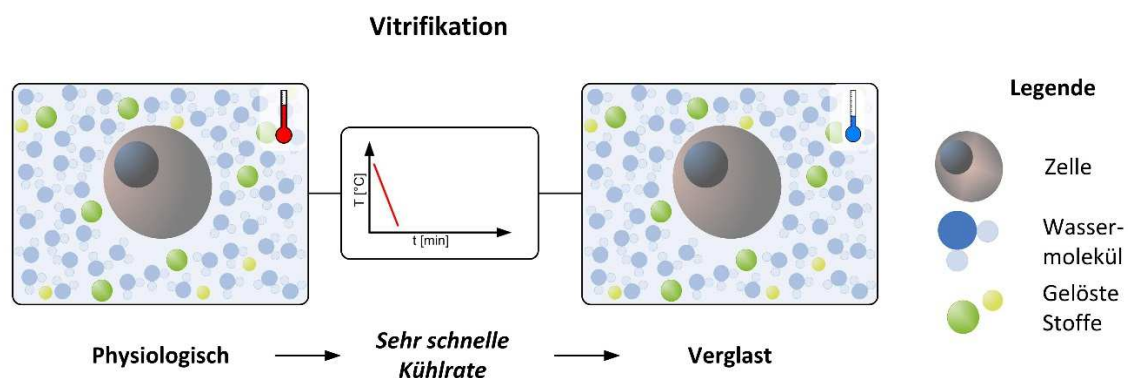 Vitrifikation
T [°C]
t [min]
Physiologisch
Sehr schnelle
Kühlrate
Verglast
Legende
Zelle
Wasser-
molekül
Gelöste
Stoffe